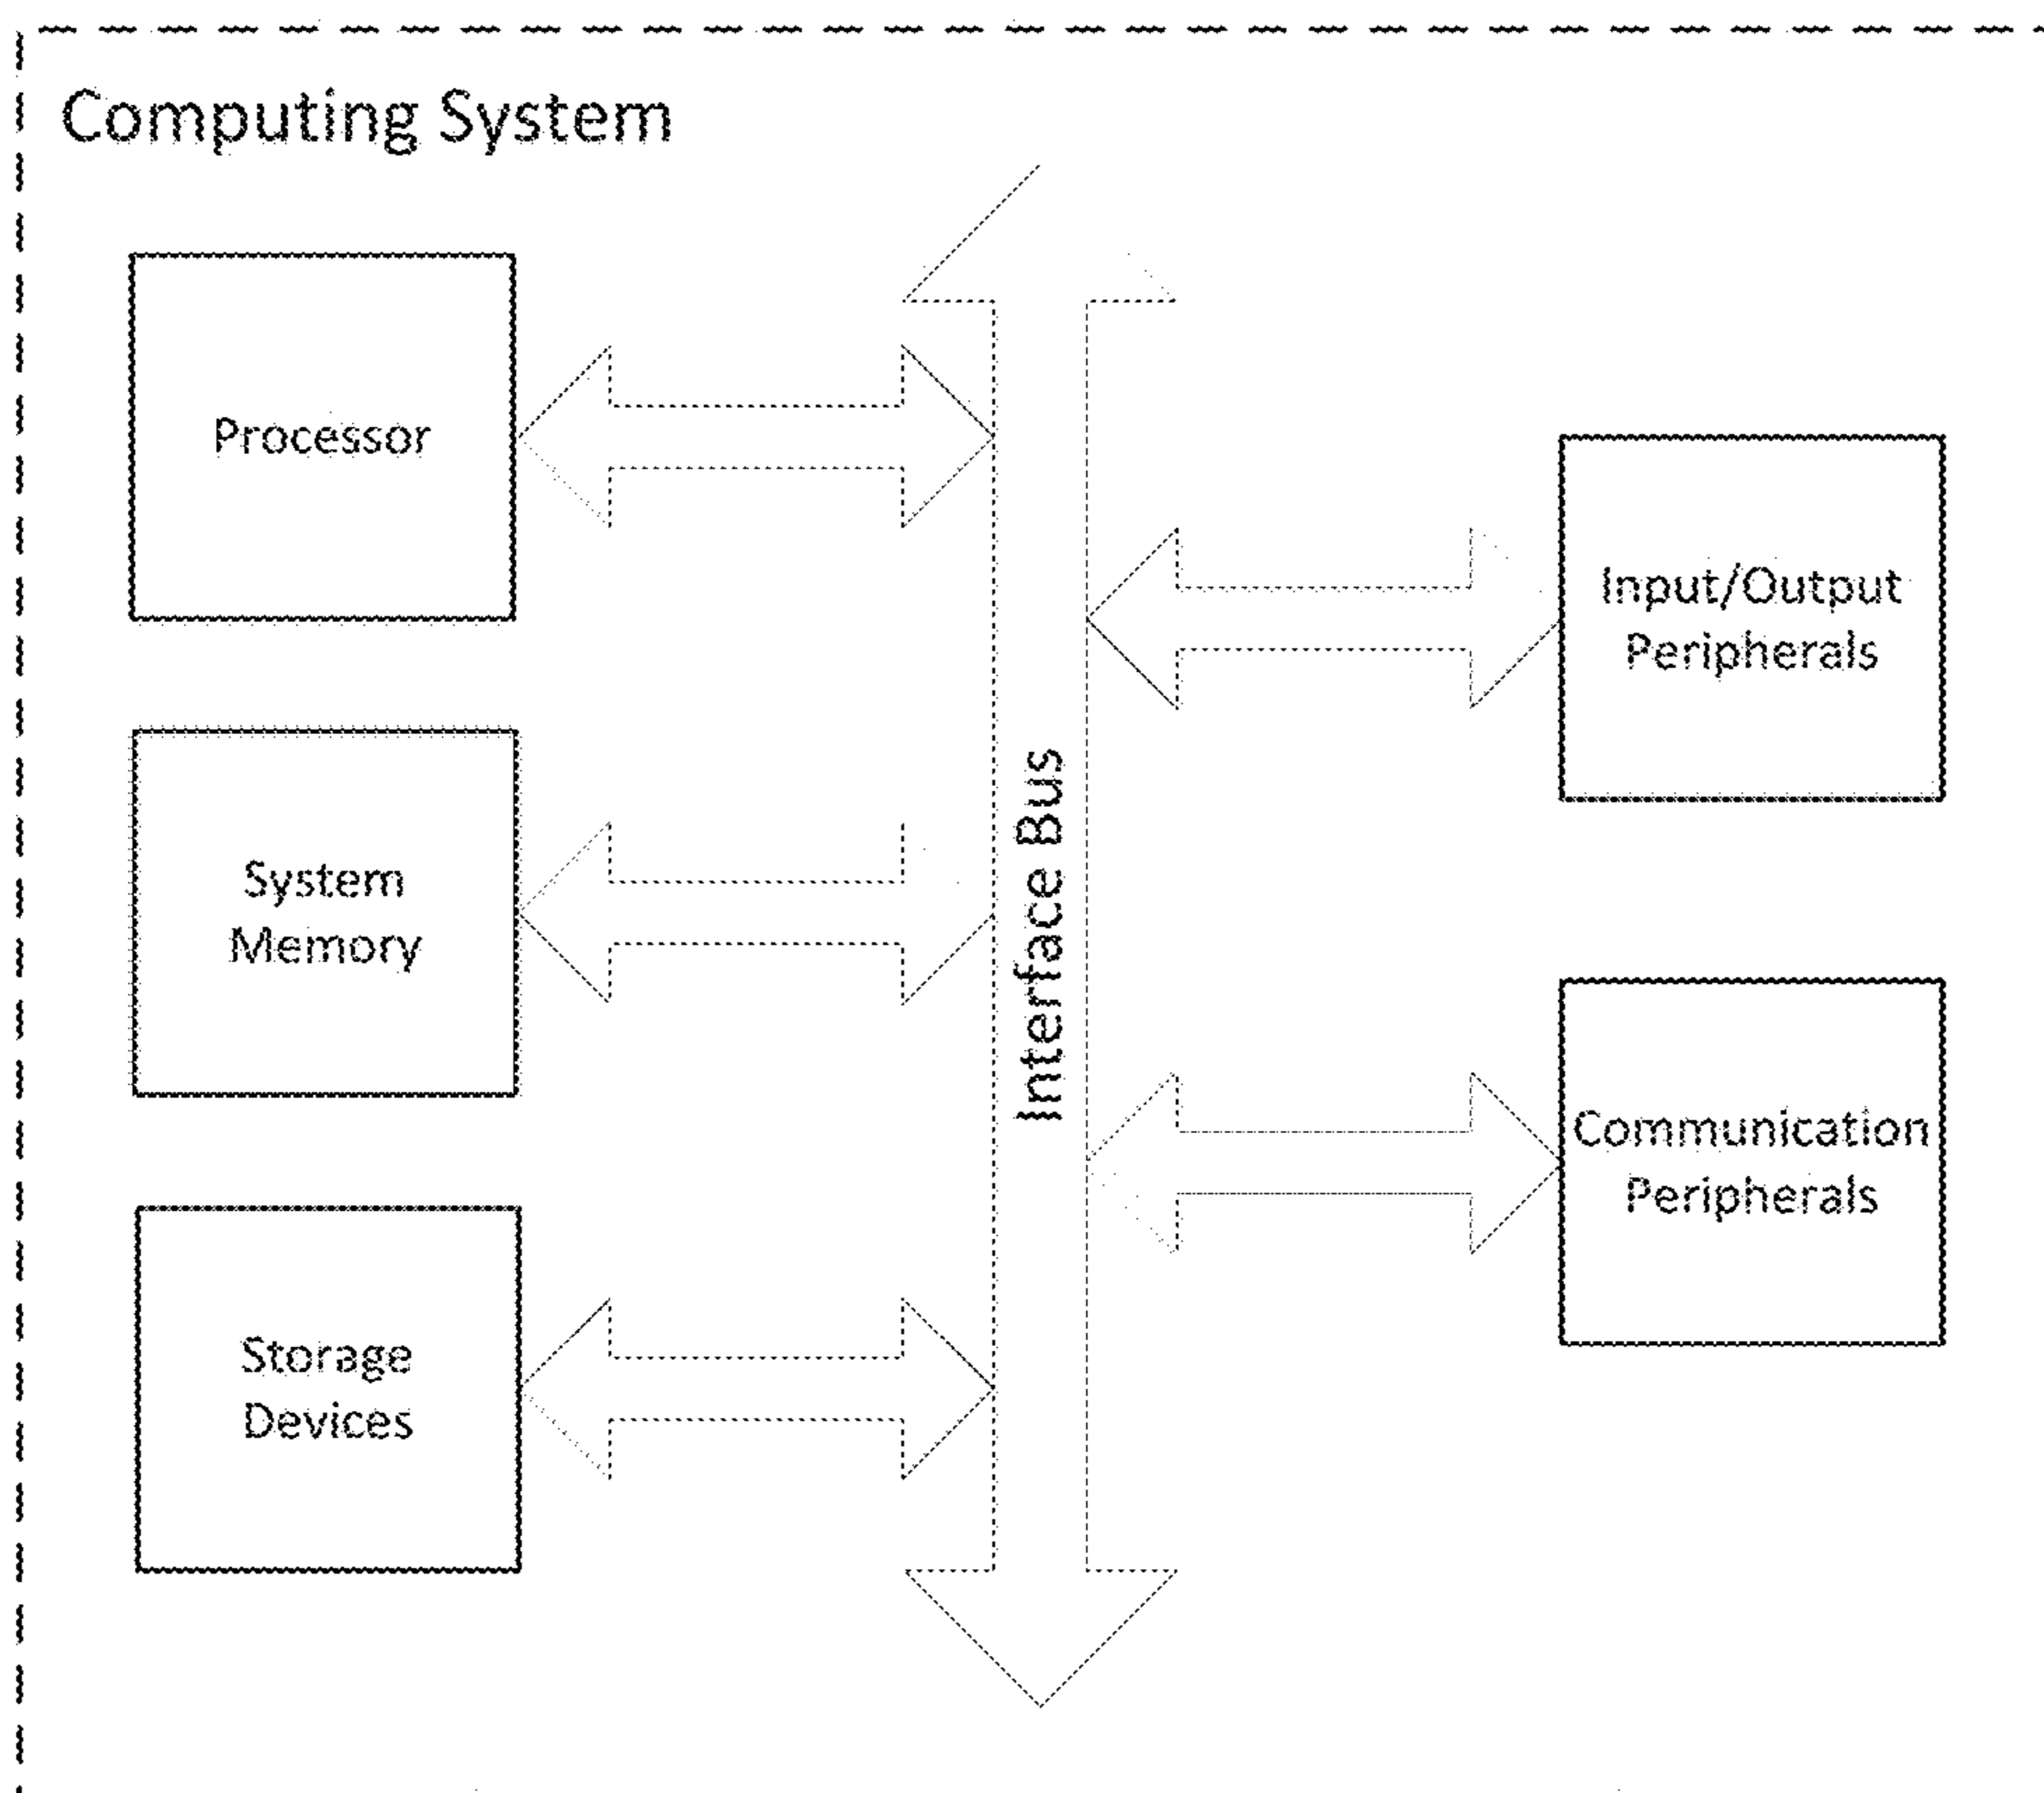 Computing System
Processor
Input/Output
Peripherals
System
Memory
Interface Bus
Communication
Peripherals
Storage
Devices